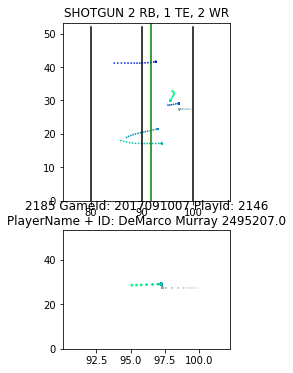 SHOTGUN 2 RB, 1 TE, 2 WR
50
40
30
20
10
0
80 90 100
2185 GameId: 2017091007 PlayId: 2146
PlayerName + ID: DeMarco Murray 2495207.0
40
20
0
92.5 95.0 97.5 100.0